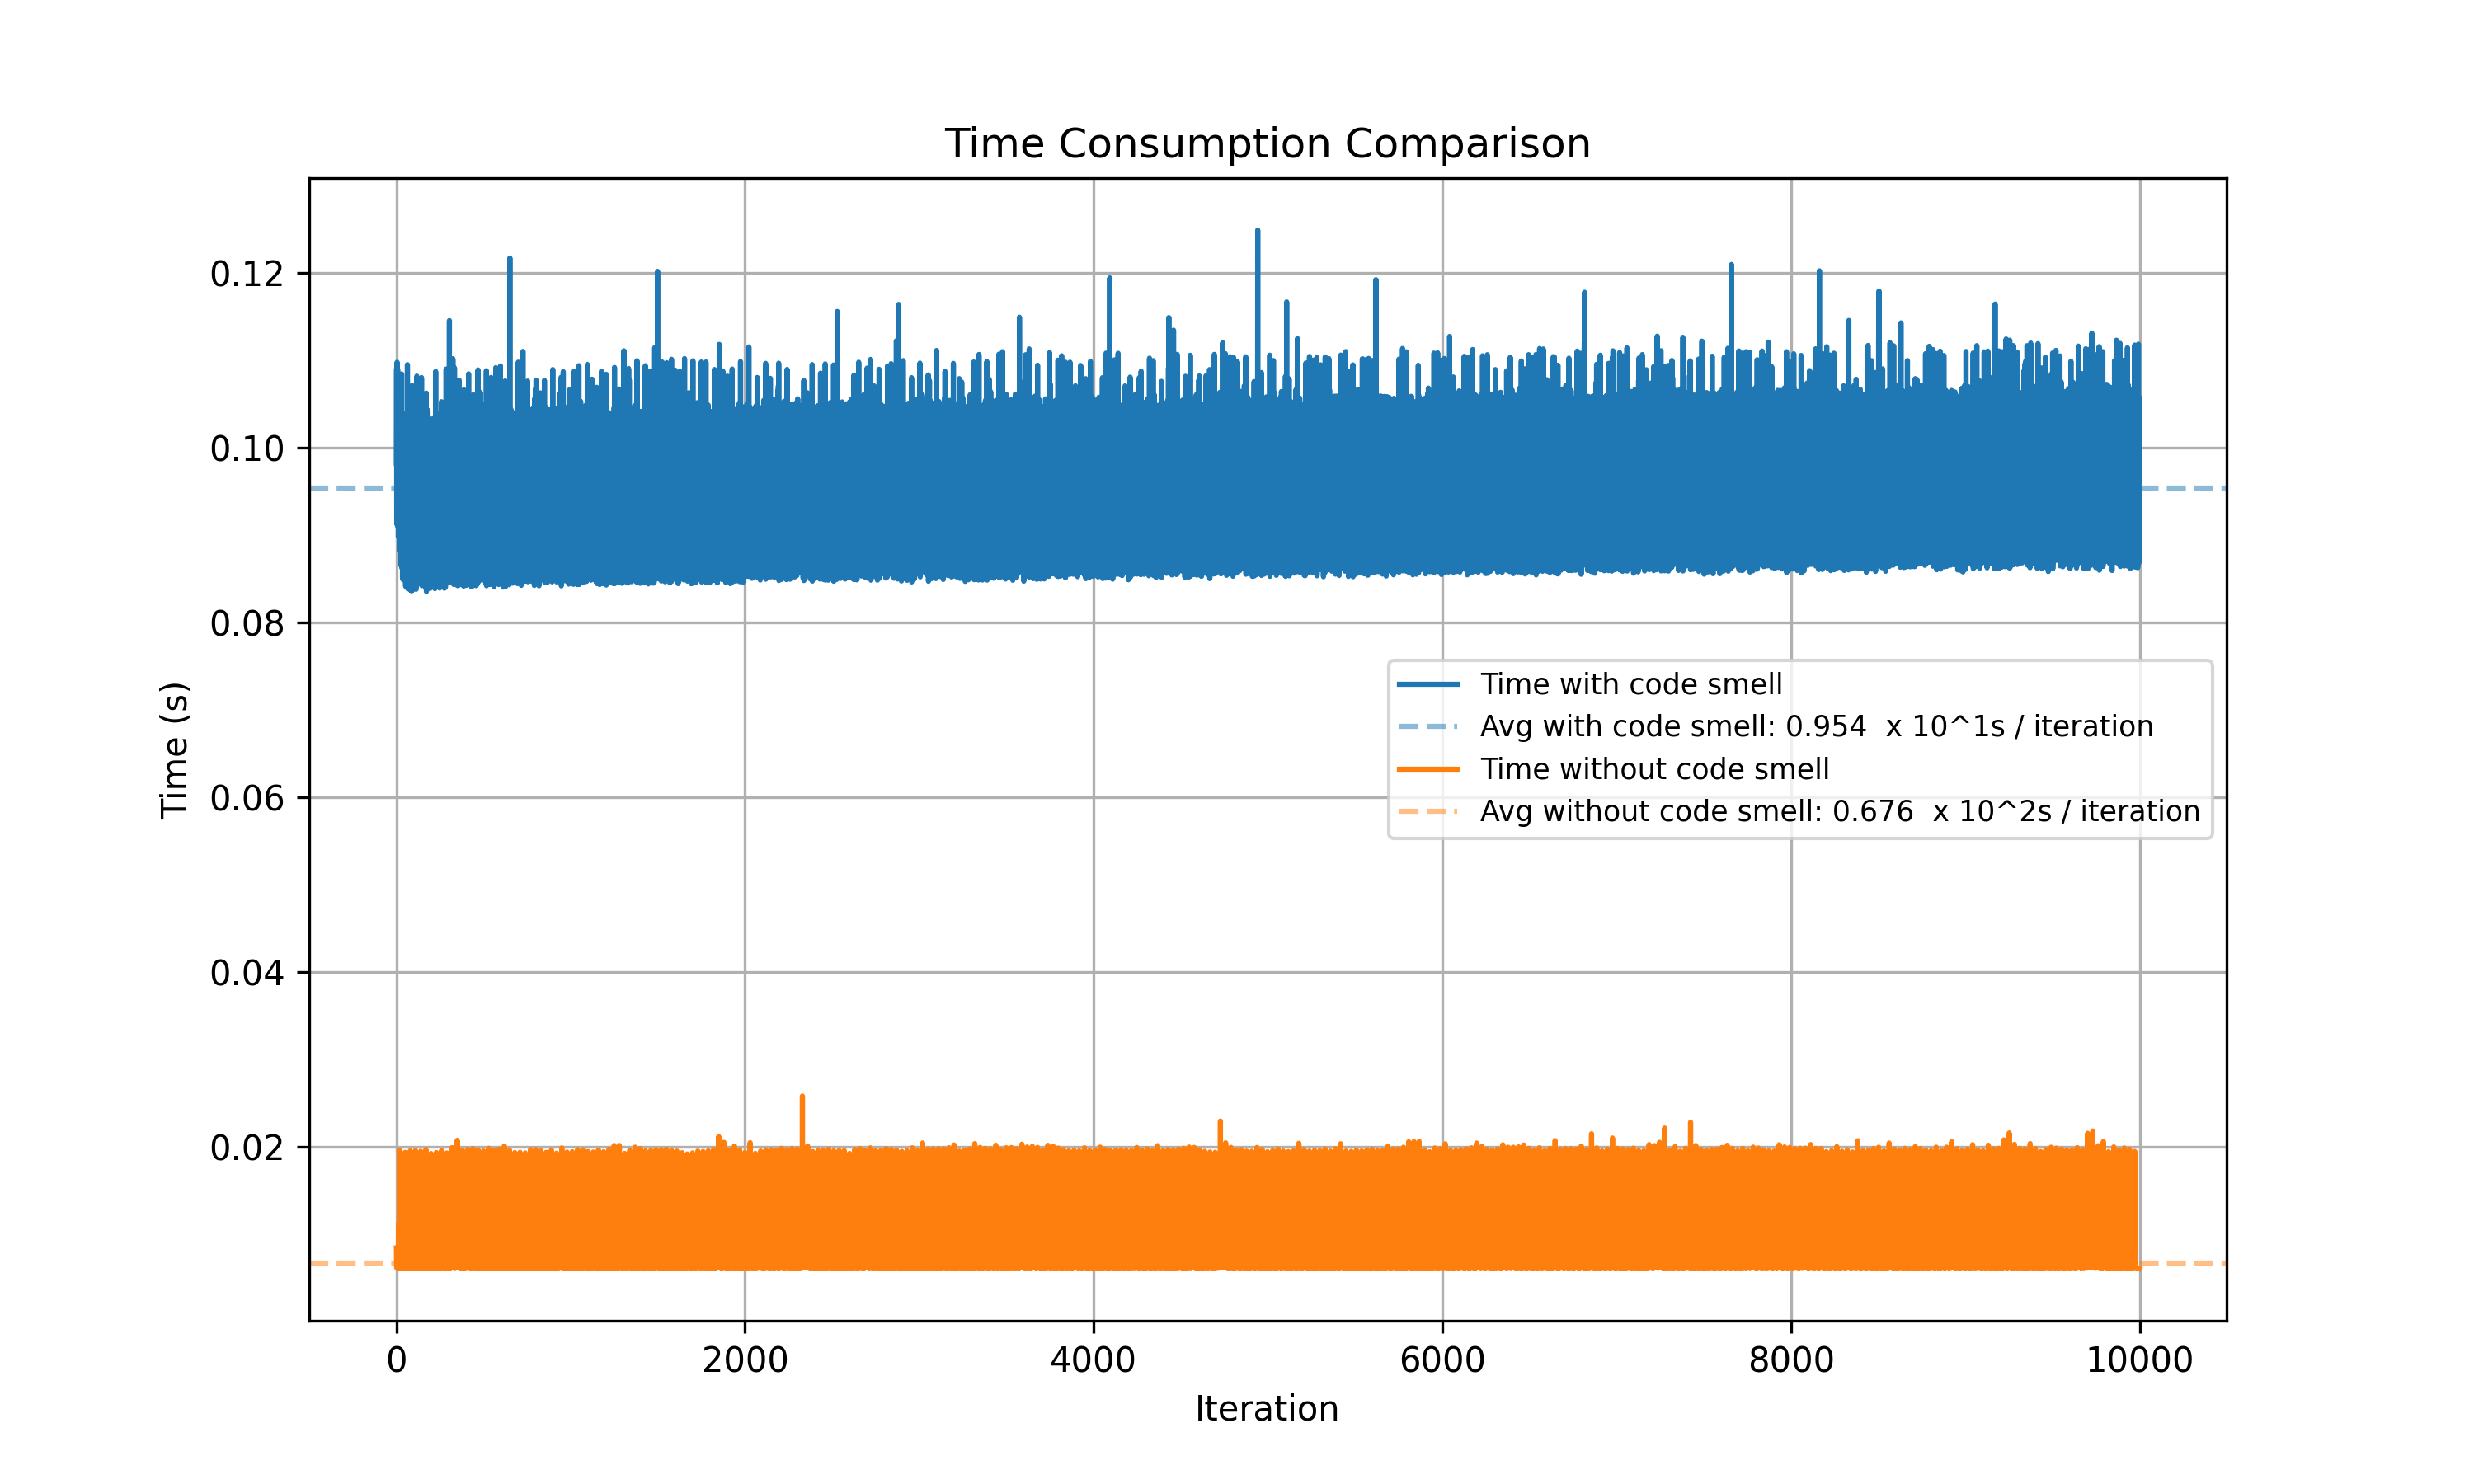 Time Consumption Comparison
0.12
0.10
0.08
0.06
0.04
0.02
Time (s)
Time with code smell
Avg with code smell: 0.954  x 10^1s / iteration
Time without code smell
Avg without code smell: 0.676  x 10^2s / iteration
0 2000 4000 6000 8000 10000
Iteration